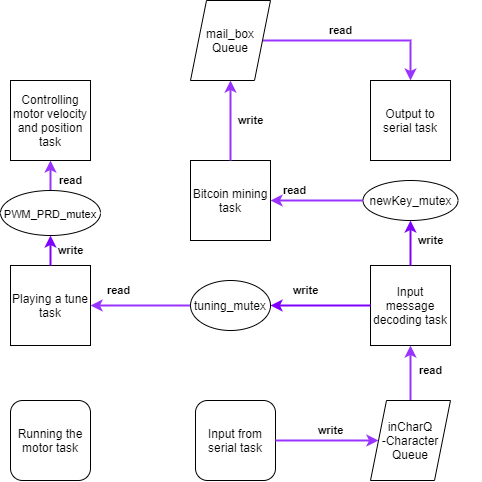 mail_box
Queue
read
Controlling
motor velocity
and position
task
Output to
serial task
write
read
Bitcoin mining
task
read
newKey_mutex
PWM_PRD_mutex
write
write
Playing a tune
task
read
tuning_mutex
write
Input
message
decoding task
read
Running the
motor task
Input from
serial task
write
inCharQ
-Character
Queue